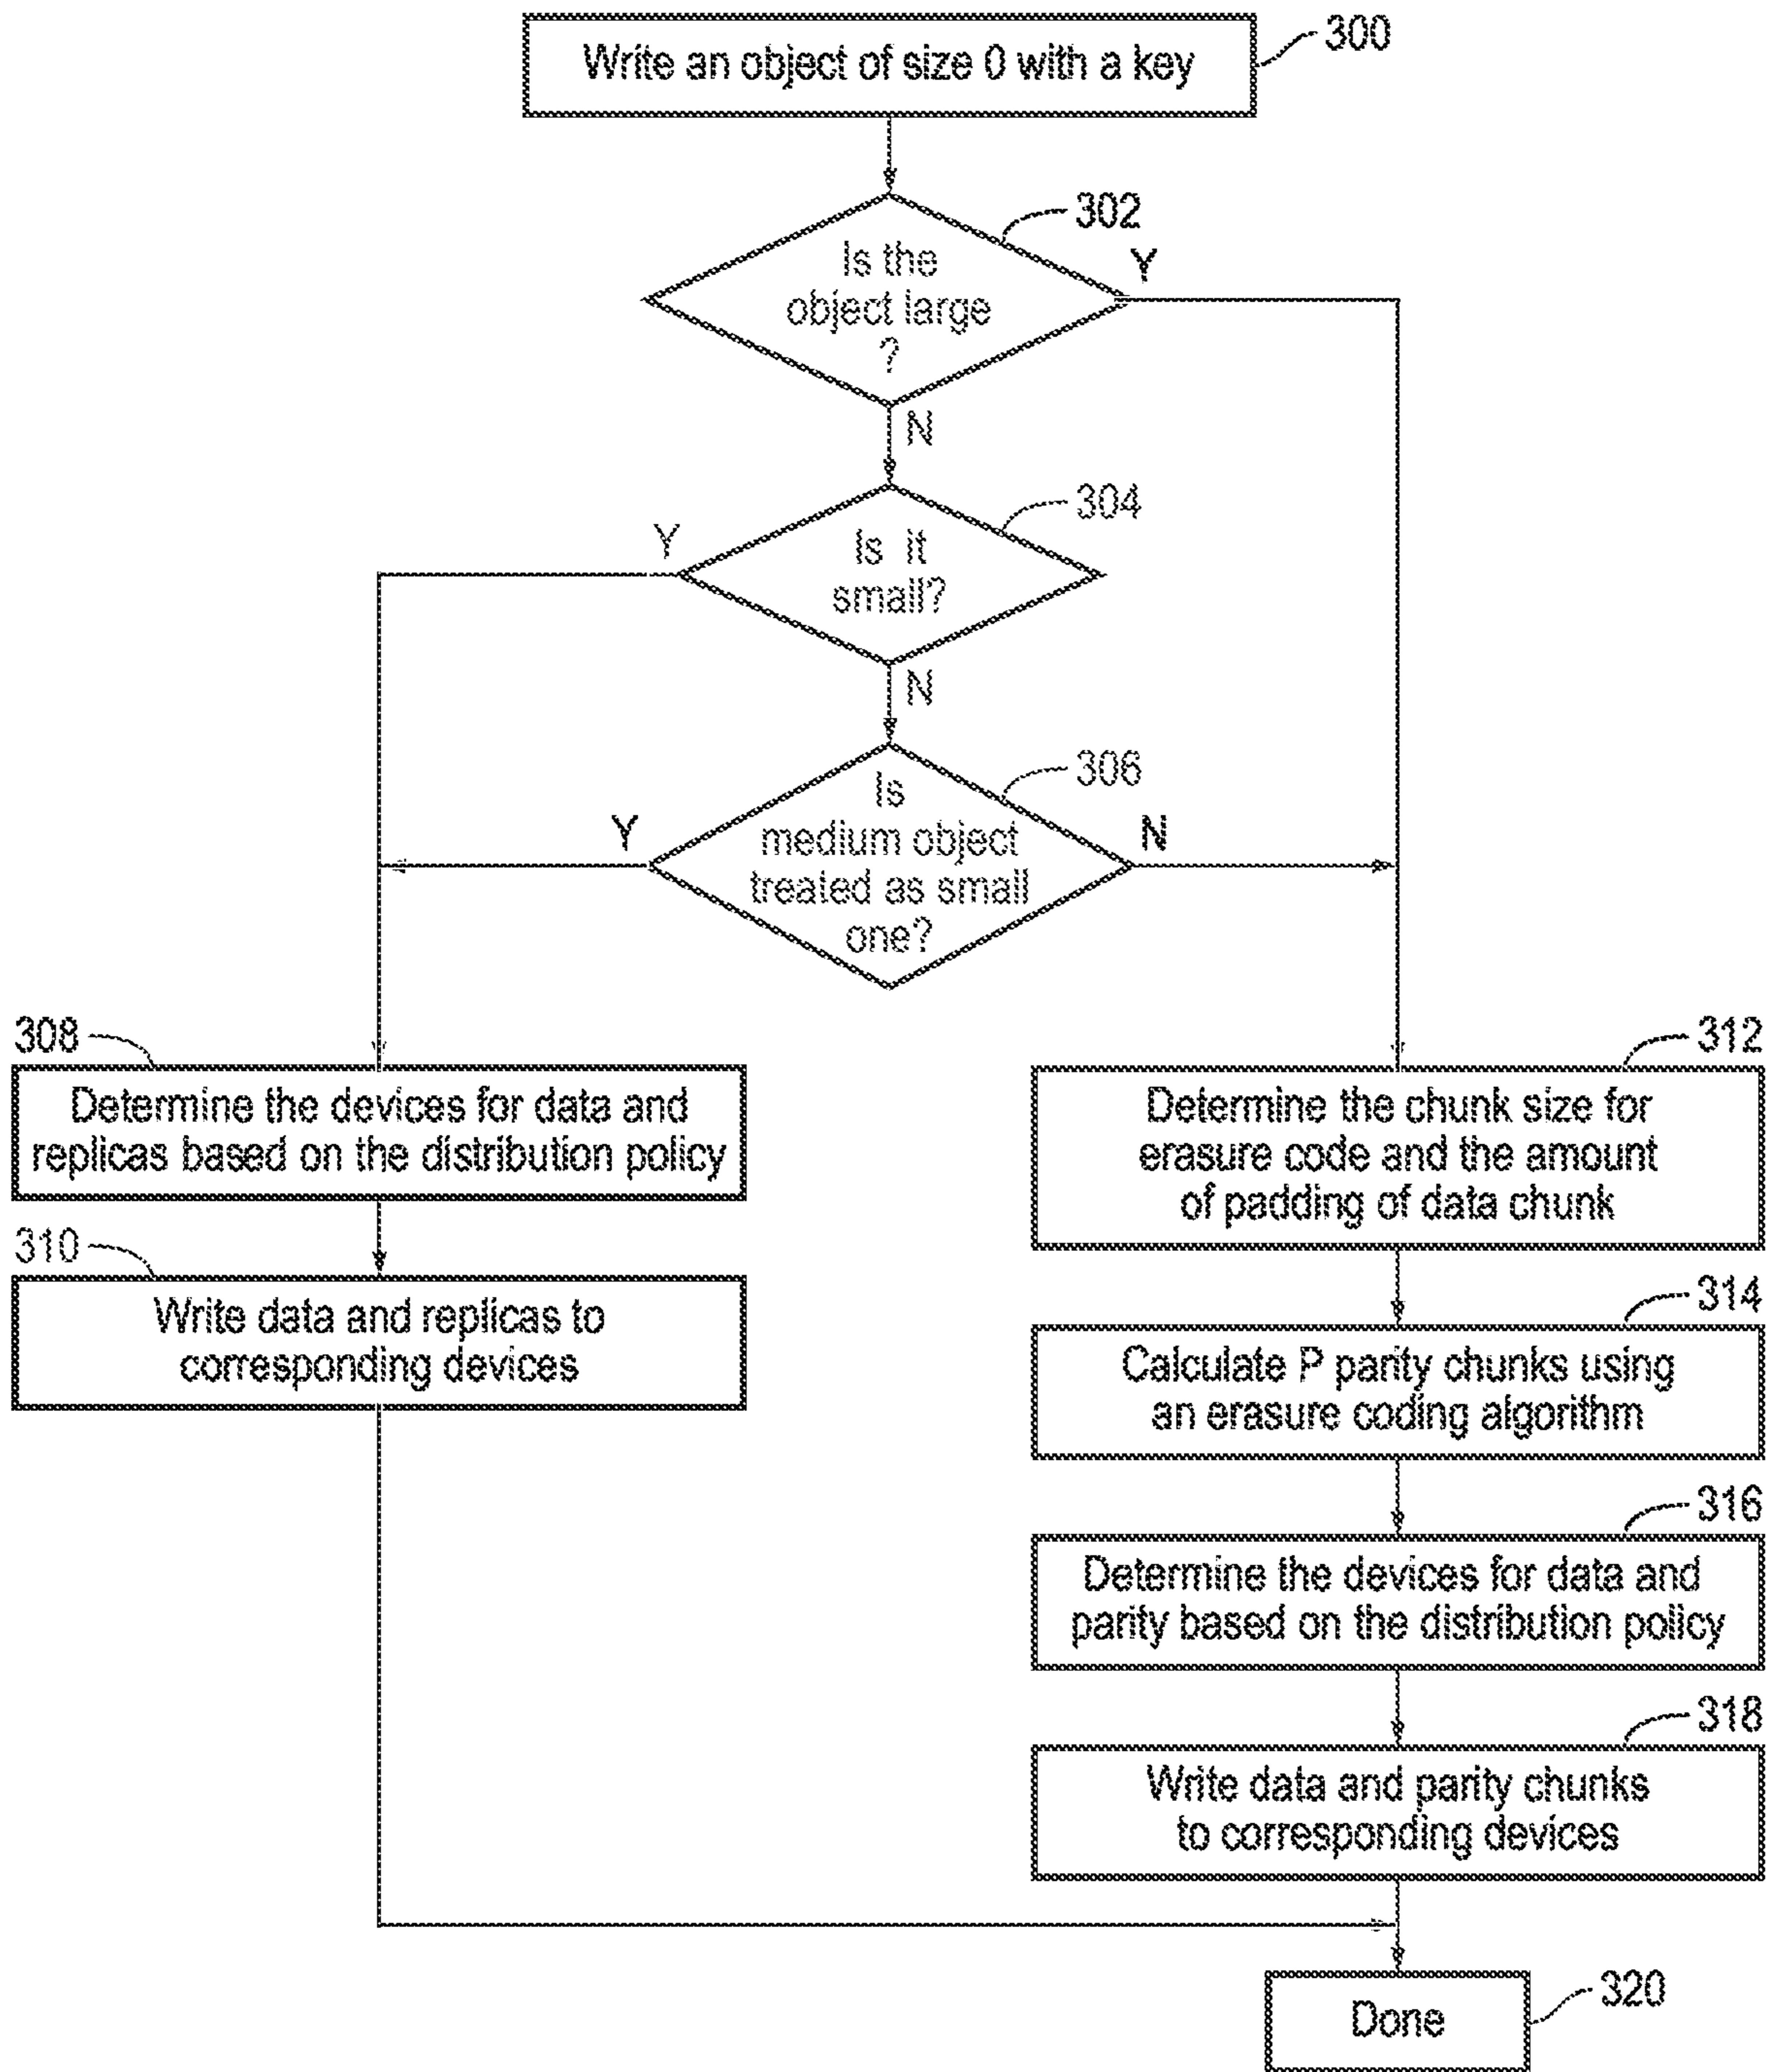 Write an object of size 0 with a key
300
302
Is the
object large
?
Y
N
304
Is it
small?
Y
N
306
Is
medium object
treated as small
one?
Y
N
308
Determine the devices for data and
replicas based on the distribution policy
310
Write data and replicas to
corresponding devices
312
Determine the chunk size for
erasure code and the amount
of padding of data chunk
314
Calculate P parity chunks using
an erasure coding algorithm
316
Determine the devices for data and
parity based on the distribution policy
318
Write data and parity chunks
to corresponding devices
Done
320